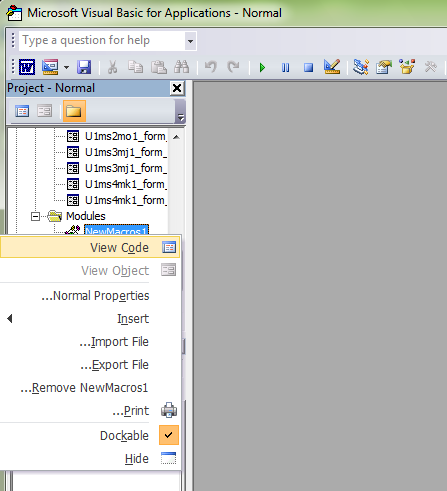 Microsoft Visual Basic for Applications - Normal
Type a question for help
Project - Normal
U1ms2mo1_form_
U1ms3mj1_form_
U1ms3mj1_form_
U1ms4mk1_form_
U1ms4mk1_form_
Modules
NewMacros1
View Code
View Object
...Normal Properties
Insert
...Import File
...Export File
...Remove NewMacros1
...Print
Dockable
Hide